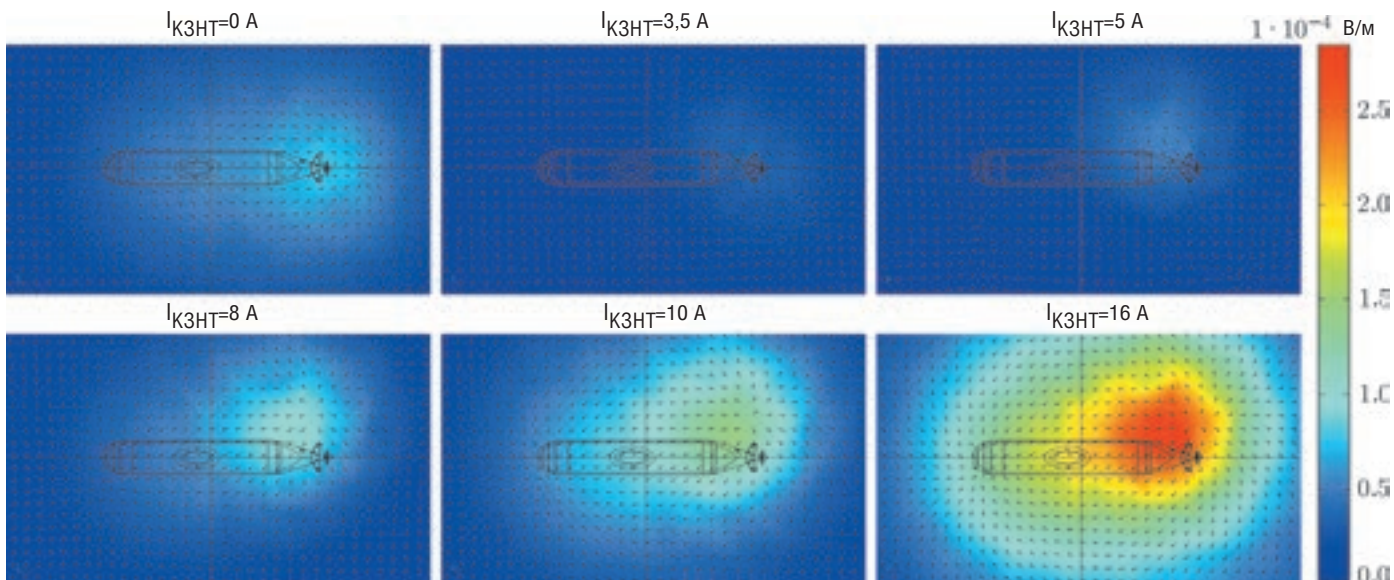 IКЗНТ=0 А
IКЗНТ=3,5 А
IКЗНТ=5 А
1 · 10⁻⁴ В/м
2.5
2.0
1.5
IКЗНТ=8 А
IКЗНТ=10 А
IКЗНТ=16 А
1.0
0.5
0.0